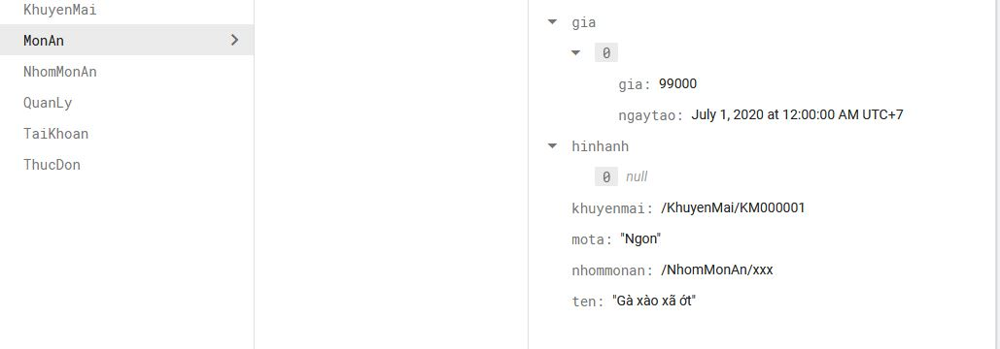 KhuyenMai
MonAn
NhomMonAn
QuanLy
TaiKhoan
ThucDon
gia
0
gia: 99000
ngaytao: July 1, 2020 at 12:00:00 AM UTC+7
hinhanh
0 null
khuyenmai: /KhuyenMai/KM000001
mota: "Ngon"
nhommonan: /NhomMonAn/xxx
ten: "Gà xào xã ớt"